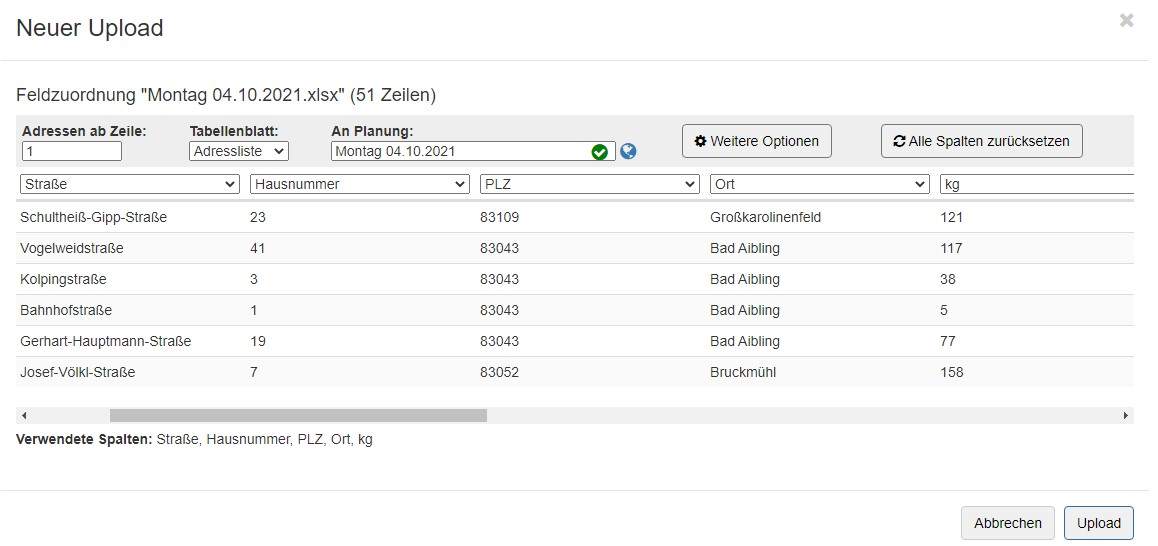 Neuer Upload
Feldzuordnung "Montag 04.10.2021.xlsx" (51 Zeilen)
Adressen ab Zeile: Tabellenblatt: An Planung:
1 Adressliste Montag 04.10.2021 Weitere Optionen Alle Spalten zurücksetzen
Straße Hausnummer PLZ Ort kg
Schultheiß-Gipp-Straße 23 83109 Großkarolinenfeld 121
Vogelweidstraße 41 83043 Bad Aibling 117
Kolpingstraße 3 83043 Bad Aibling 38
Bahnhofstraße 1 83043 Bad Aibling 5
Gerhart-Hauptmann-Straße 19 83043 Bad Aibling 77
Josef-Völkl-Straße 7 83052 Bruckmühl 158
Verwendete Spalten: Straße, Hausnummer, PLZ, Ort, kg
Abbrechen Upload